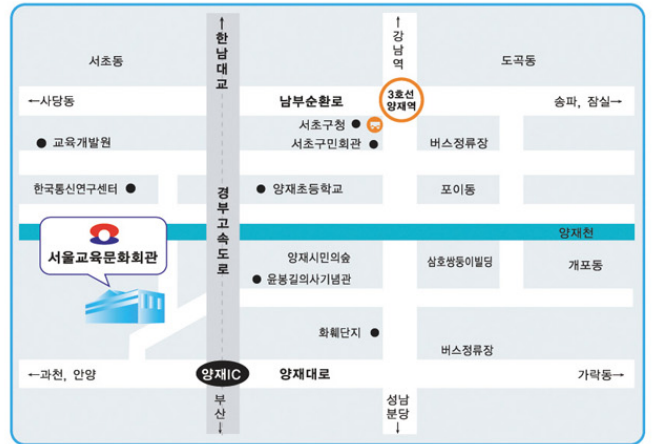 ↑
한남대교
↑
강남역
서초동
도곡동
←사당동
남부순환로
3호선
양재역
송파, 잠실→
서초구청
교육개발원
서초구민회관
버스정류장
한국통신연구센터
경부고속도로
양재초등학교
포이동
양재천
서울교육문화회관
양재시민의숲
삼호쌍둥이빌딩
개포동
윤봉길의사기념관
화훼단지
버스정류장
←과천, 안양
양재IC
양재대로
가락동→
부산
↓
성남
분당
↓